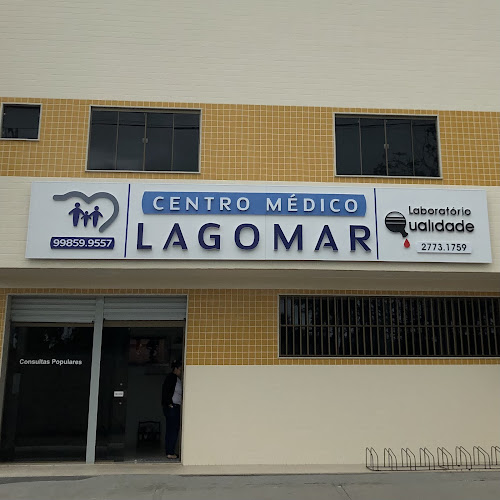 CENTRO MÉDICO
LAGOMAR
99859.9557
Laboratório
Qualidade
2773.1759
Consultas Populares